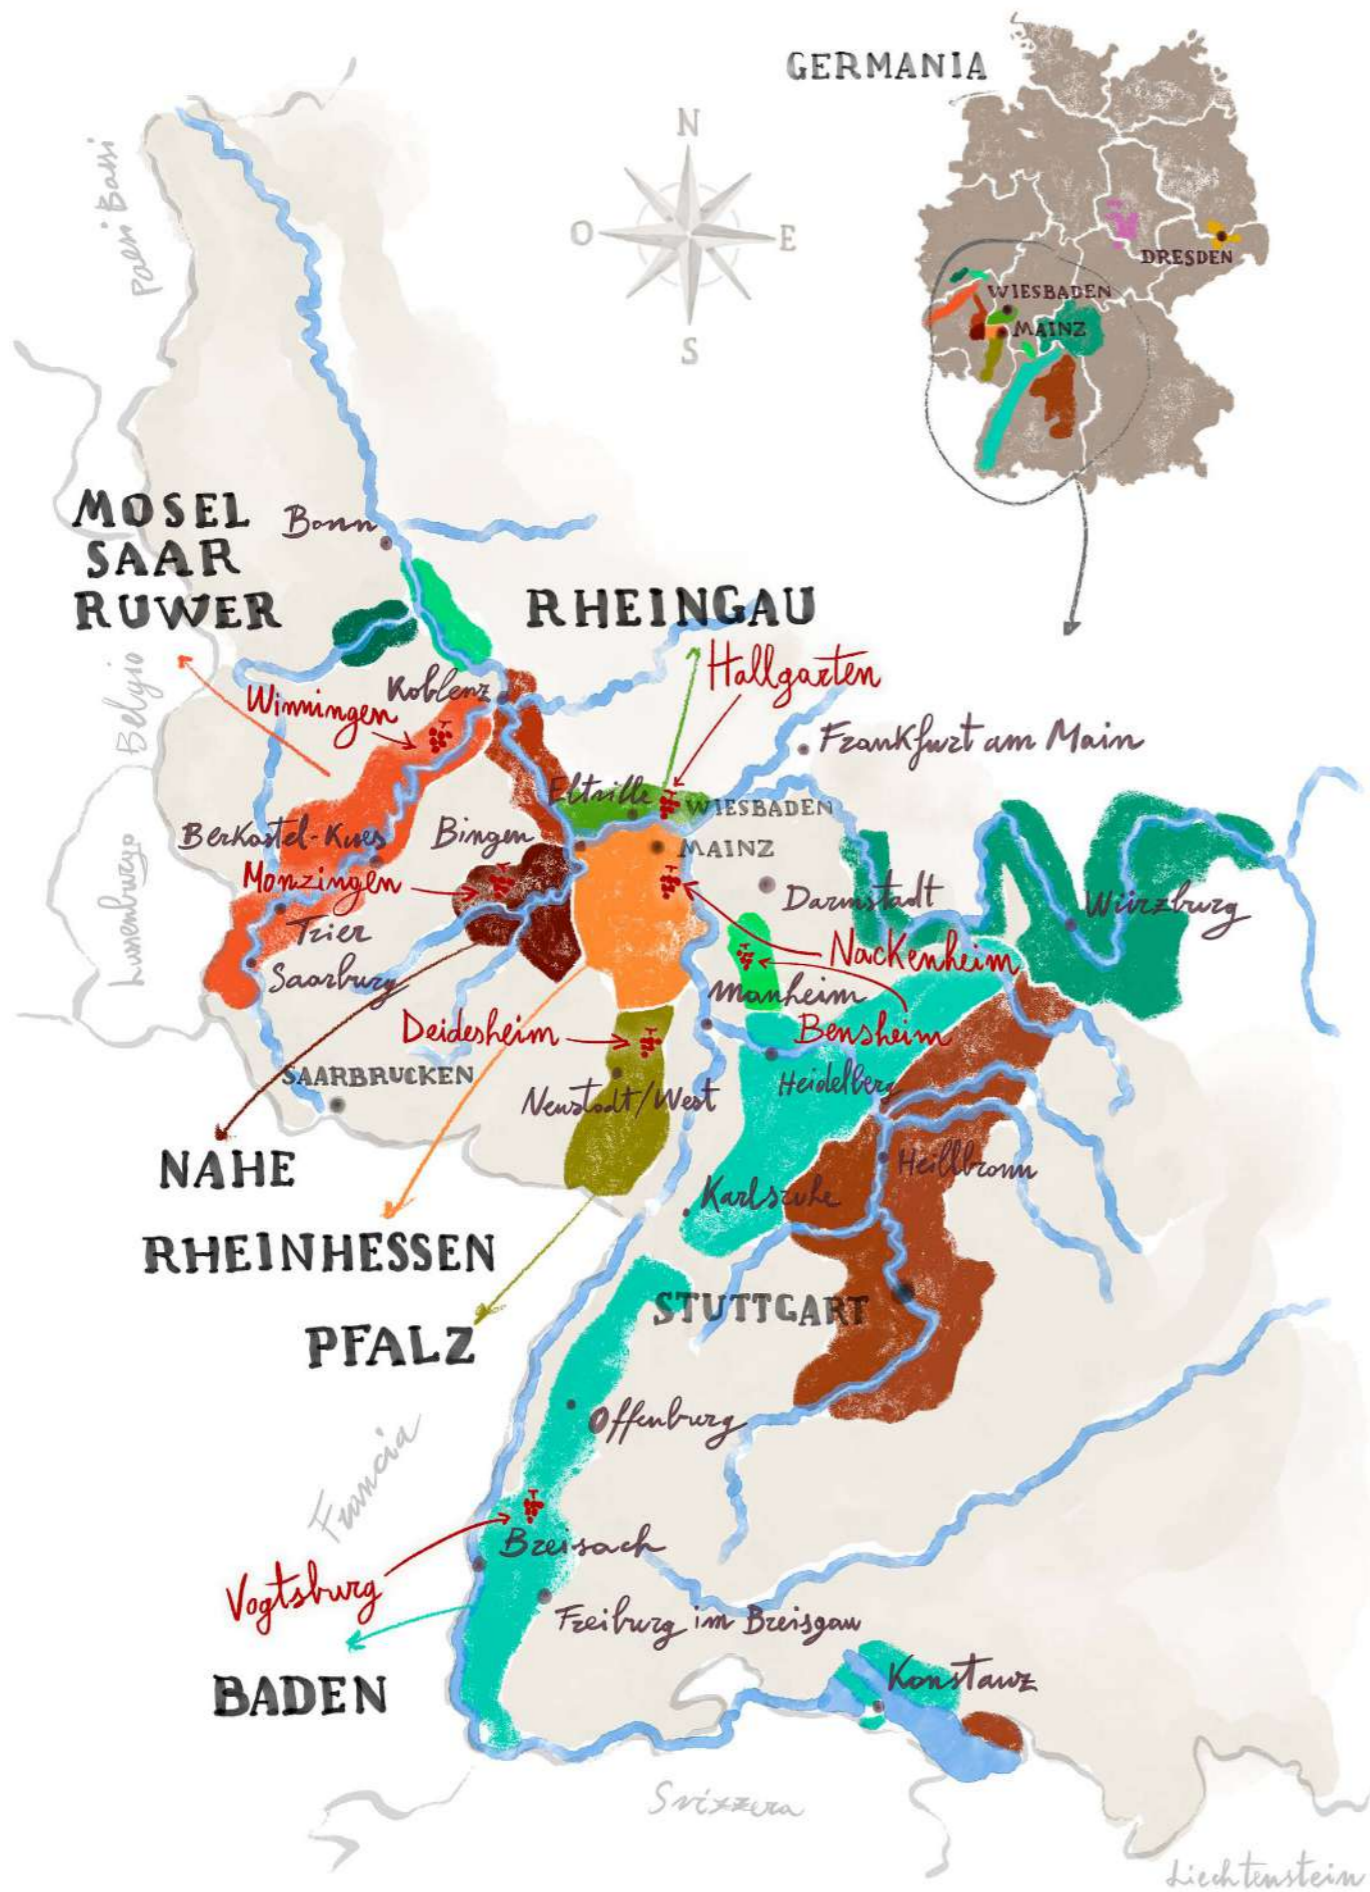 GERMANIA
N
O
E
S
Paesi Bassi
DRESDEN
WIESBADEN
MAINZ
MOSEL
SAAR
RUWER
Bonn
RHEINGAU
Hallgarten
Belgio
Koblenz
Winningen
Frankfurt am Main
Eltville
WIESBADEN
Berkastel-Kues
Bingen
MAINZ
Lussemburgo
Monzingen
Darmstadt
Würzburg
Trier
Nackenheim
Saarburg
Manheim
Deidesheim
Bensheim
SAARBRUCKEN
Heidelberg
Neustadt/West
NAHE
Heillbronn
Karlsruhe
RHEINHESSEN
STUTTGART
PFALZ
Offenburg
Francia
Breisach
Vogtsburg
Freiburg im Breisgau
BADEN
Konstanz
Svizzera
Liechtenstein